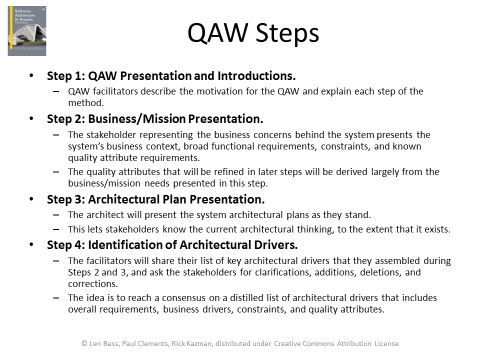 Software
Architecture
in Practice
QAW Steps
• Step 1: QAW Presentation and Introductions.
– QAW facilitators describe the motivation for the QAW and explain each step of the
method.
• Step 2: Business/Mission Presentation.
– The stakeholder representing the business concerns behind the system presents the
system's business context, broad functional requirements, constraints, and known
quality attribute requirements.
– The quality attributes that will be refined in later steps will be derived largely from the
business/mission needs presented in this step.
• Step 3: Architectural Plan Presentation.
– The architect will present the system architectural plans as they stand.
– This lets stakeholders know the current architectural thinking, to the extent that it exists.
• Step 4: Identification of Architectural Drivers.
– The facilitators will share their list of key architectural drivers that they assembled during
Steps 2 and 3, and ask the stakeholders for clarifications, additions, deletions, and
corrections.
– The idea is to reach a consensus on a distilled list of architectural drivers that includes
overall requirements, business drivers, constraints, and quality attributes.
© Len Bass, Paul Clements, Rick Kazman, distributed under Creative Commons Attribution License